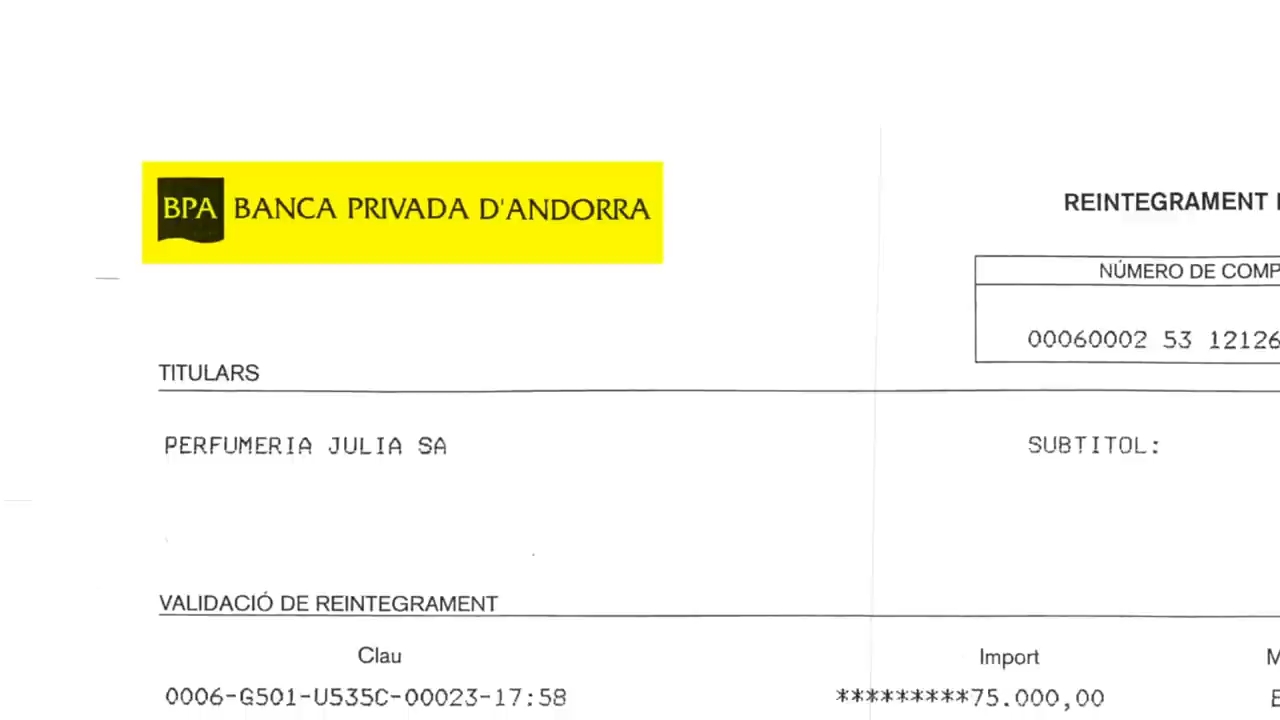 BPA BANCA PRIVADA D'ANDORRA
REINTEGRAMENT
NÚMERO DE COMP
00060002 53 12126
TITULARS
PERFUMERIA JULIA SA
SUBTITOL:
VALIDACIÓ DE REINTEGRAMENT
Clau
Import
0006-G501-U535C-00023-17:58
*********75.000,00